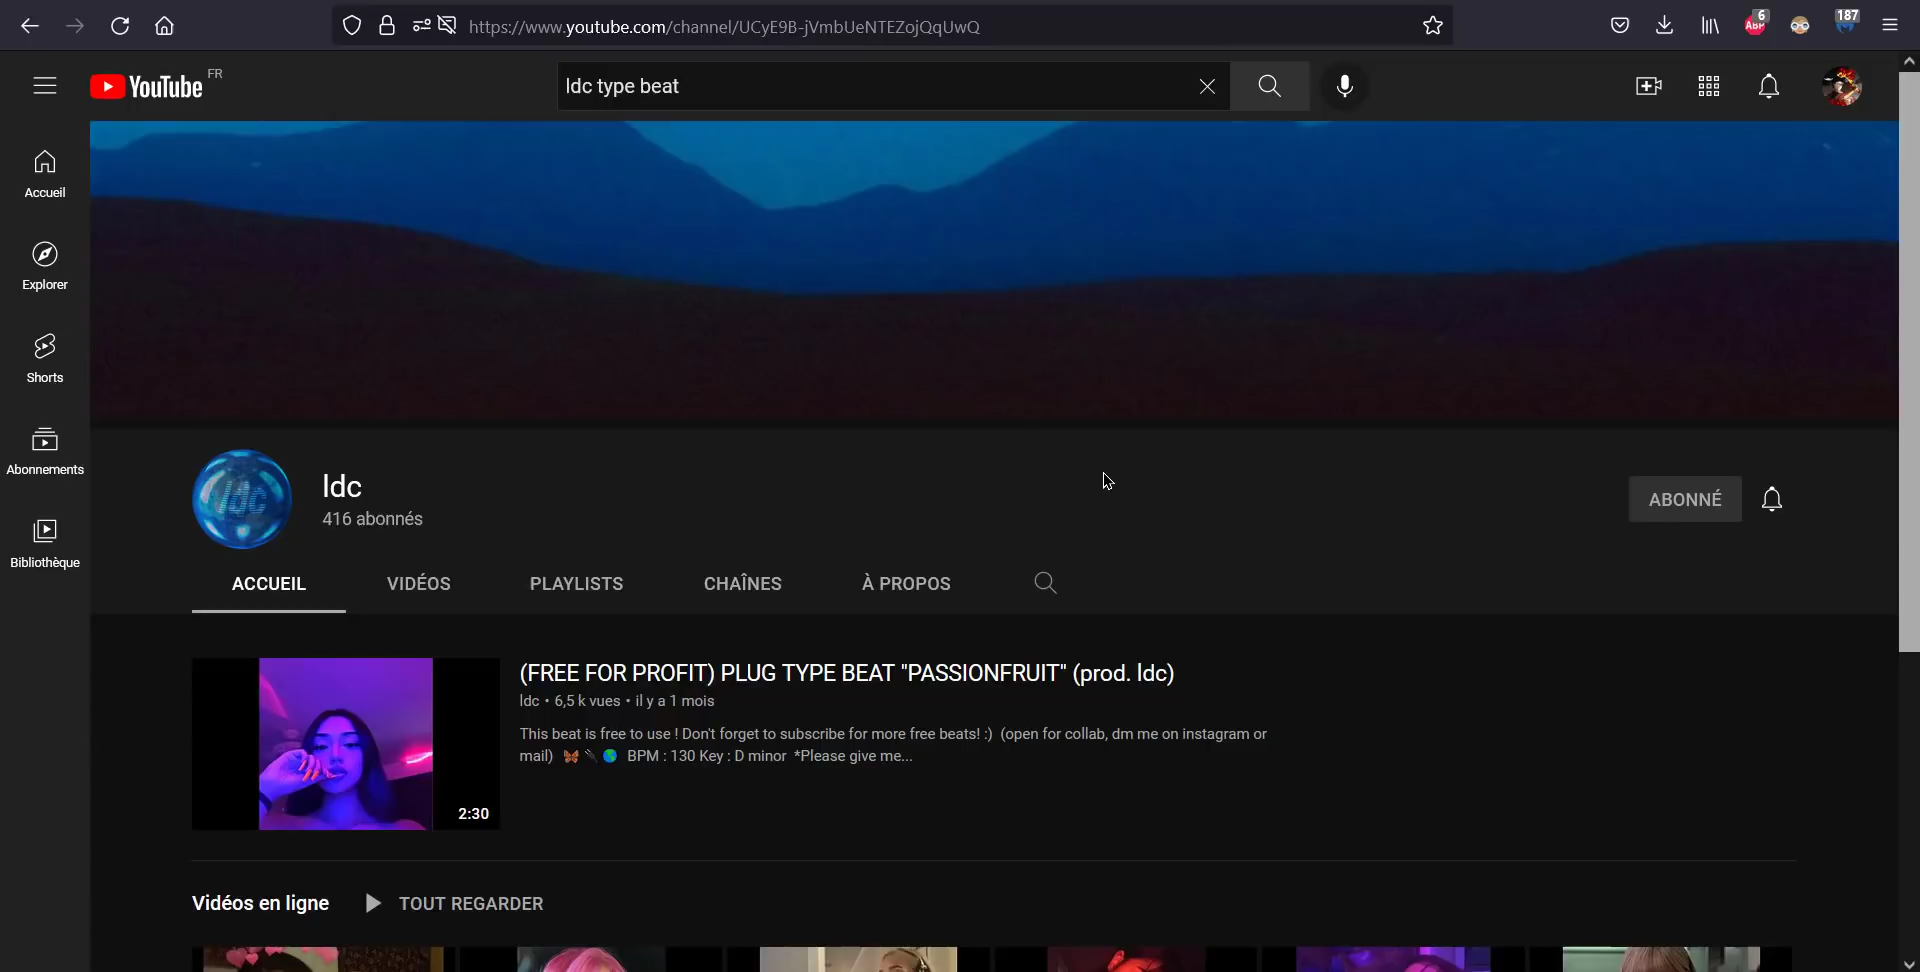 https://www.youtube.com/channel/UCyE9B-jVmbUeNTEZojQqUwQ
6
ABP
187
YouTube FR
ldc type beat
Accueil
Explorer
Shorts
Abonnements
Bibliothèque
ldc
ldc
416 abonnés
ABONNÉ
ACCUEIL VIDÉOS PLAYLISTS CHAÎNES À PROPOS
(FREE FOR PROFIT) PLUG TYPE BEAT "PASSIONFRUIT" (prod. ldc)
ldc • 6,5 k vues • il y a 1 mois
This beat is free to use ! Don't forget to subscribe for more free beats! :) (open for collab, dm me on instagram or
mail) 🦋🔌🌎 BPM : 130 Key : D minor *Please give me...
2:30
Vidéos en ligne TOUT REGARDER